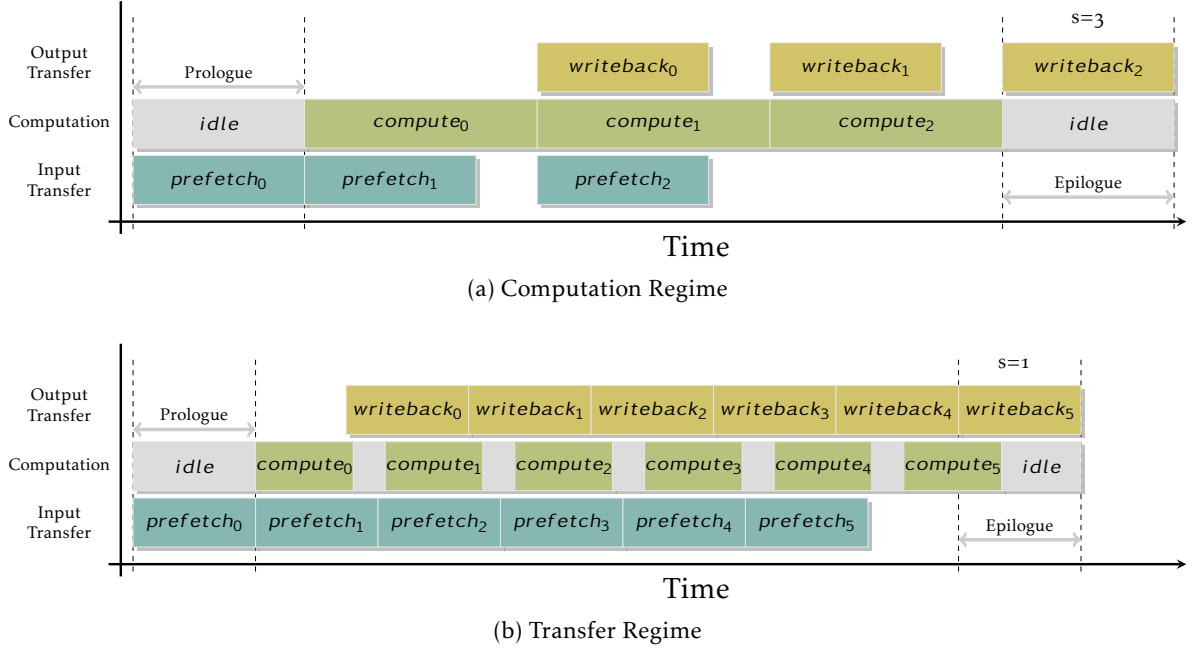 s=3
Output
Transfer
writeback₀ writeback₁ writeback₂
Prologue
Computation
idle compute₀ compute₁ compute₂ idle
Input
Transfer
prefetch₀ prefetch₁ prefetch₂
Epilogue
Time
(a) Computation Regime
s=1
Output
Transfer
writeback₀ writeback₁ writeback₂ writeback₃ writeback₄ writeback₅
Prologue
Computation
idle compute₀ compute₁ compute₂ compute₃ compute₄ compute₅ idle
Input
Transfer
prefetch₀ prefetch₁ prefetch₂ prefetch₃ prefetch₄ prefetch₅
Epilogue
Time
(b) Transfer Regime